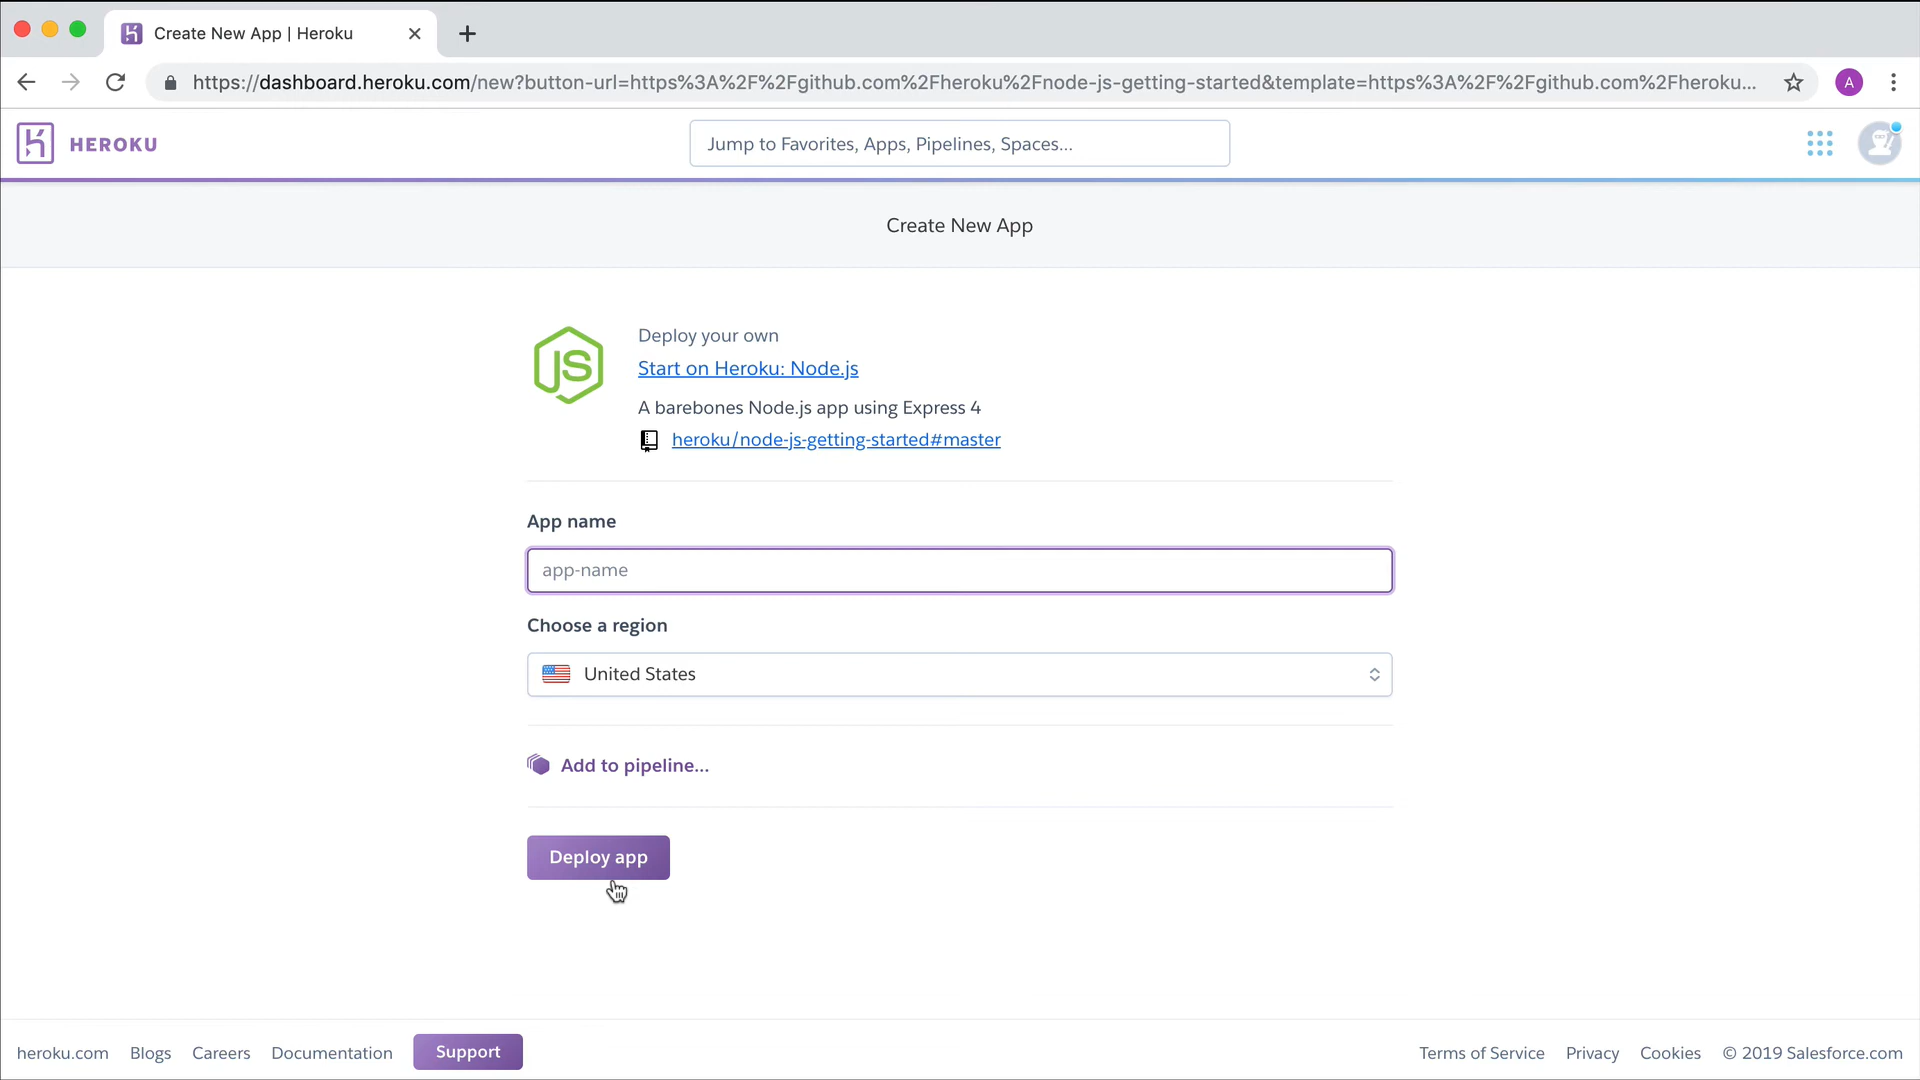 Create New App | Heroku
https://dashboard.heroku.com/new?button-url=https%3A%2F%2Fgithub.com%2Fheroku%2Fnode-js-getting-started&template=https%3A%2F%2Fgithub.com%2Fheroku...
A
HEROKU
Jump to Favorites, Apps, Pipelines, Spaces...
Create New App
JS
Deploy your own
Start on Heroku: Node.js
A barebones Node.js app using Express 4
heroku/node-js-getting-started#master
App name
app-name
Choose a region
United States
Add to pipeline...
Deploy app
heroku.com Blogs Careers Documentation Support Terms of Service Privacy Cookies © 2019 Salesforce.com